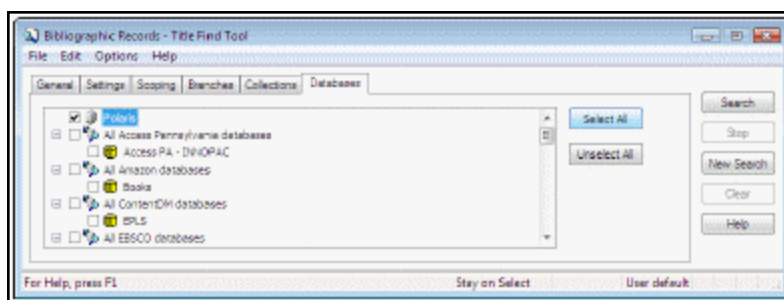 Bibliographic Records - Title Find Tool
File Edit Options Help
General Settings Scoping Branches Collections Databases
Polaris
All Access Pennsylvania databases
Access PA - INNOPAC
All Amazon databases
Books
All ContentDM databases
EPLS
All EBSCO databases
Select All
Unselect All
Search
Stop
New Search
Clear
Help
For Help, press F1 Stay on Select User default